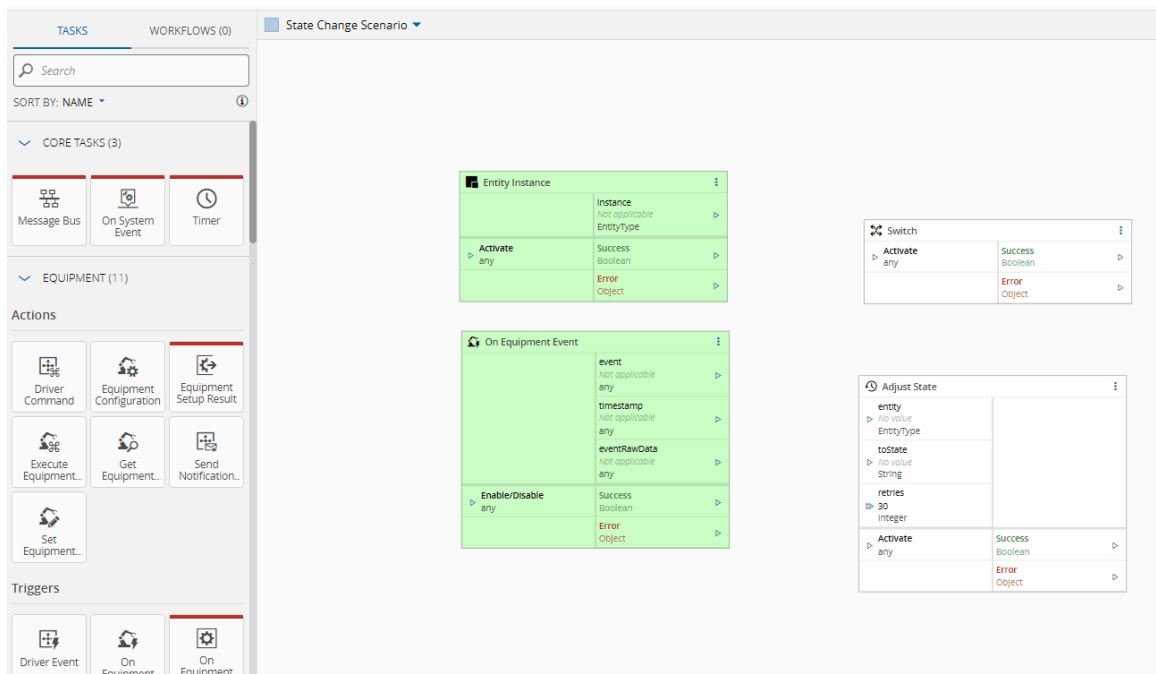 TASKS
WORKFLOWS (0)
Search
SORT BY: NAME
CORE TASKS (3)
Message Bus
On System
Event
Timer
EQUIPMENT (11)
Actions
Driver
Command
Equipment
Configuration
Equipment
Setup Result
Execute
Equipment...
Get
Equipment...
Send
Notification..
Set
Equipment...
Triggers
Driver Event
On
Equipment
On
Equipment
State Change Scenario
Entity Instance
Instance
Not applicable
EntityType
Activate
any
Success
Boolean
Error
Object
On Equipment Event
event
Not applicable
any
timestamp
Not applicable
any
eventRawData
Not applicable
any
Enable/Disable
any
Success
Boolean
Error
Object
Switch
Activate
any
Success
Boolean
Error
Object
Adjust State
entity
No value
EntityType
toState
No value
String
retries
30
Integer
Activate
any
Success
Boolean
Error
Object